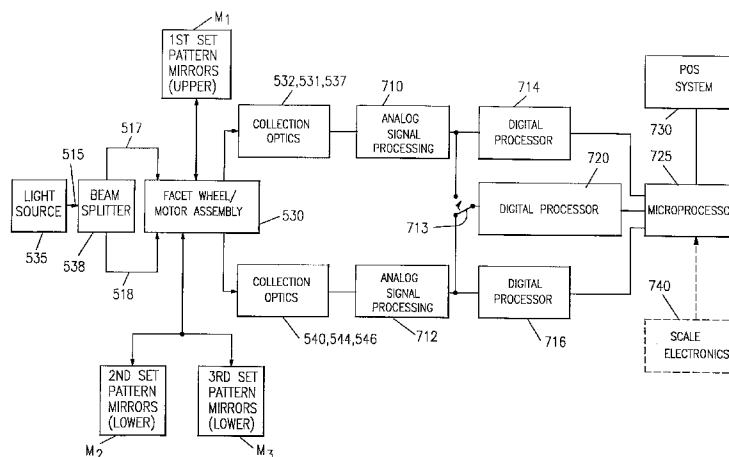 M1
1ST SET
PATTERN
MIRRORS
(UPPER)
532,531,537
COLLECTION
OPTICS
710
ANALOG
SIGNAL
PROCESSING
714
DIGITAL
PROCESSOR
POS
SYSTEM
730
517
515
LIGHT
SOURCE
535
BEAM
SPLITTER
538
518
FACET WHEEL/
MOTOR ASSEMBLY
530
713
720
DIGITAL PROCESSOR
725
MICROPROCESSOR
COLLECTION
OPTICS
540,544,546
ANALOG
SIGNAL
PROCESSING
712
DIGITAL
PROCESSOR
716
740
SCALE
ELECTRONICS
2ND SET
PATTERN
MIRRORS
(LOWER)
M2
3RD SET
PATTERN
MIRRORS
(LOWER)
M3